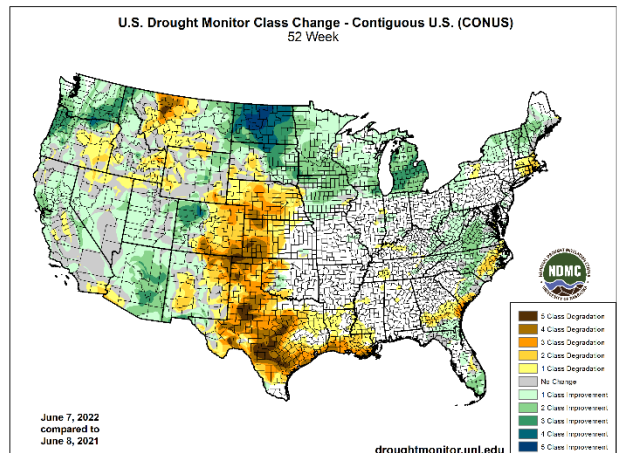 U.S. Drought Monitor Class Change - Contiguous U.S. (CONUS)
52 Week
NDMC
5 Class Degradation
4 Class Degradation
3 Class Degradation
2 Class Degradation
1 Class Degradation
No Change
1 Class Improvement
2 Class Improvement
3 Class Improvement
4 Class Improvement
5 Class Improvement
June 7, 2022
compared to
June 8, 2021
droughtmonitor.unl.edu